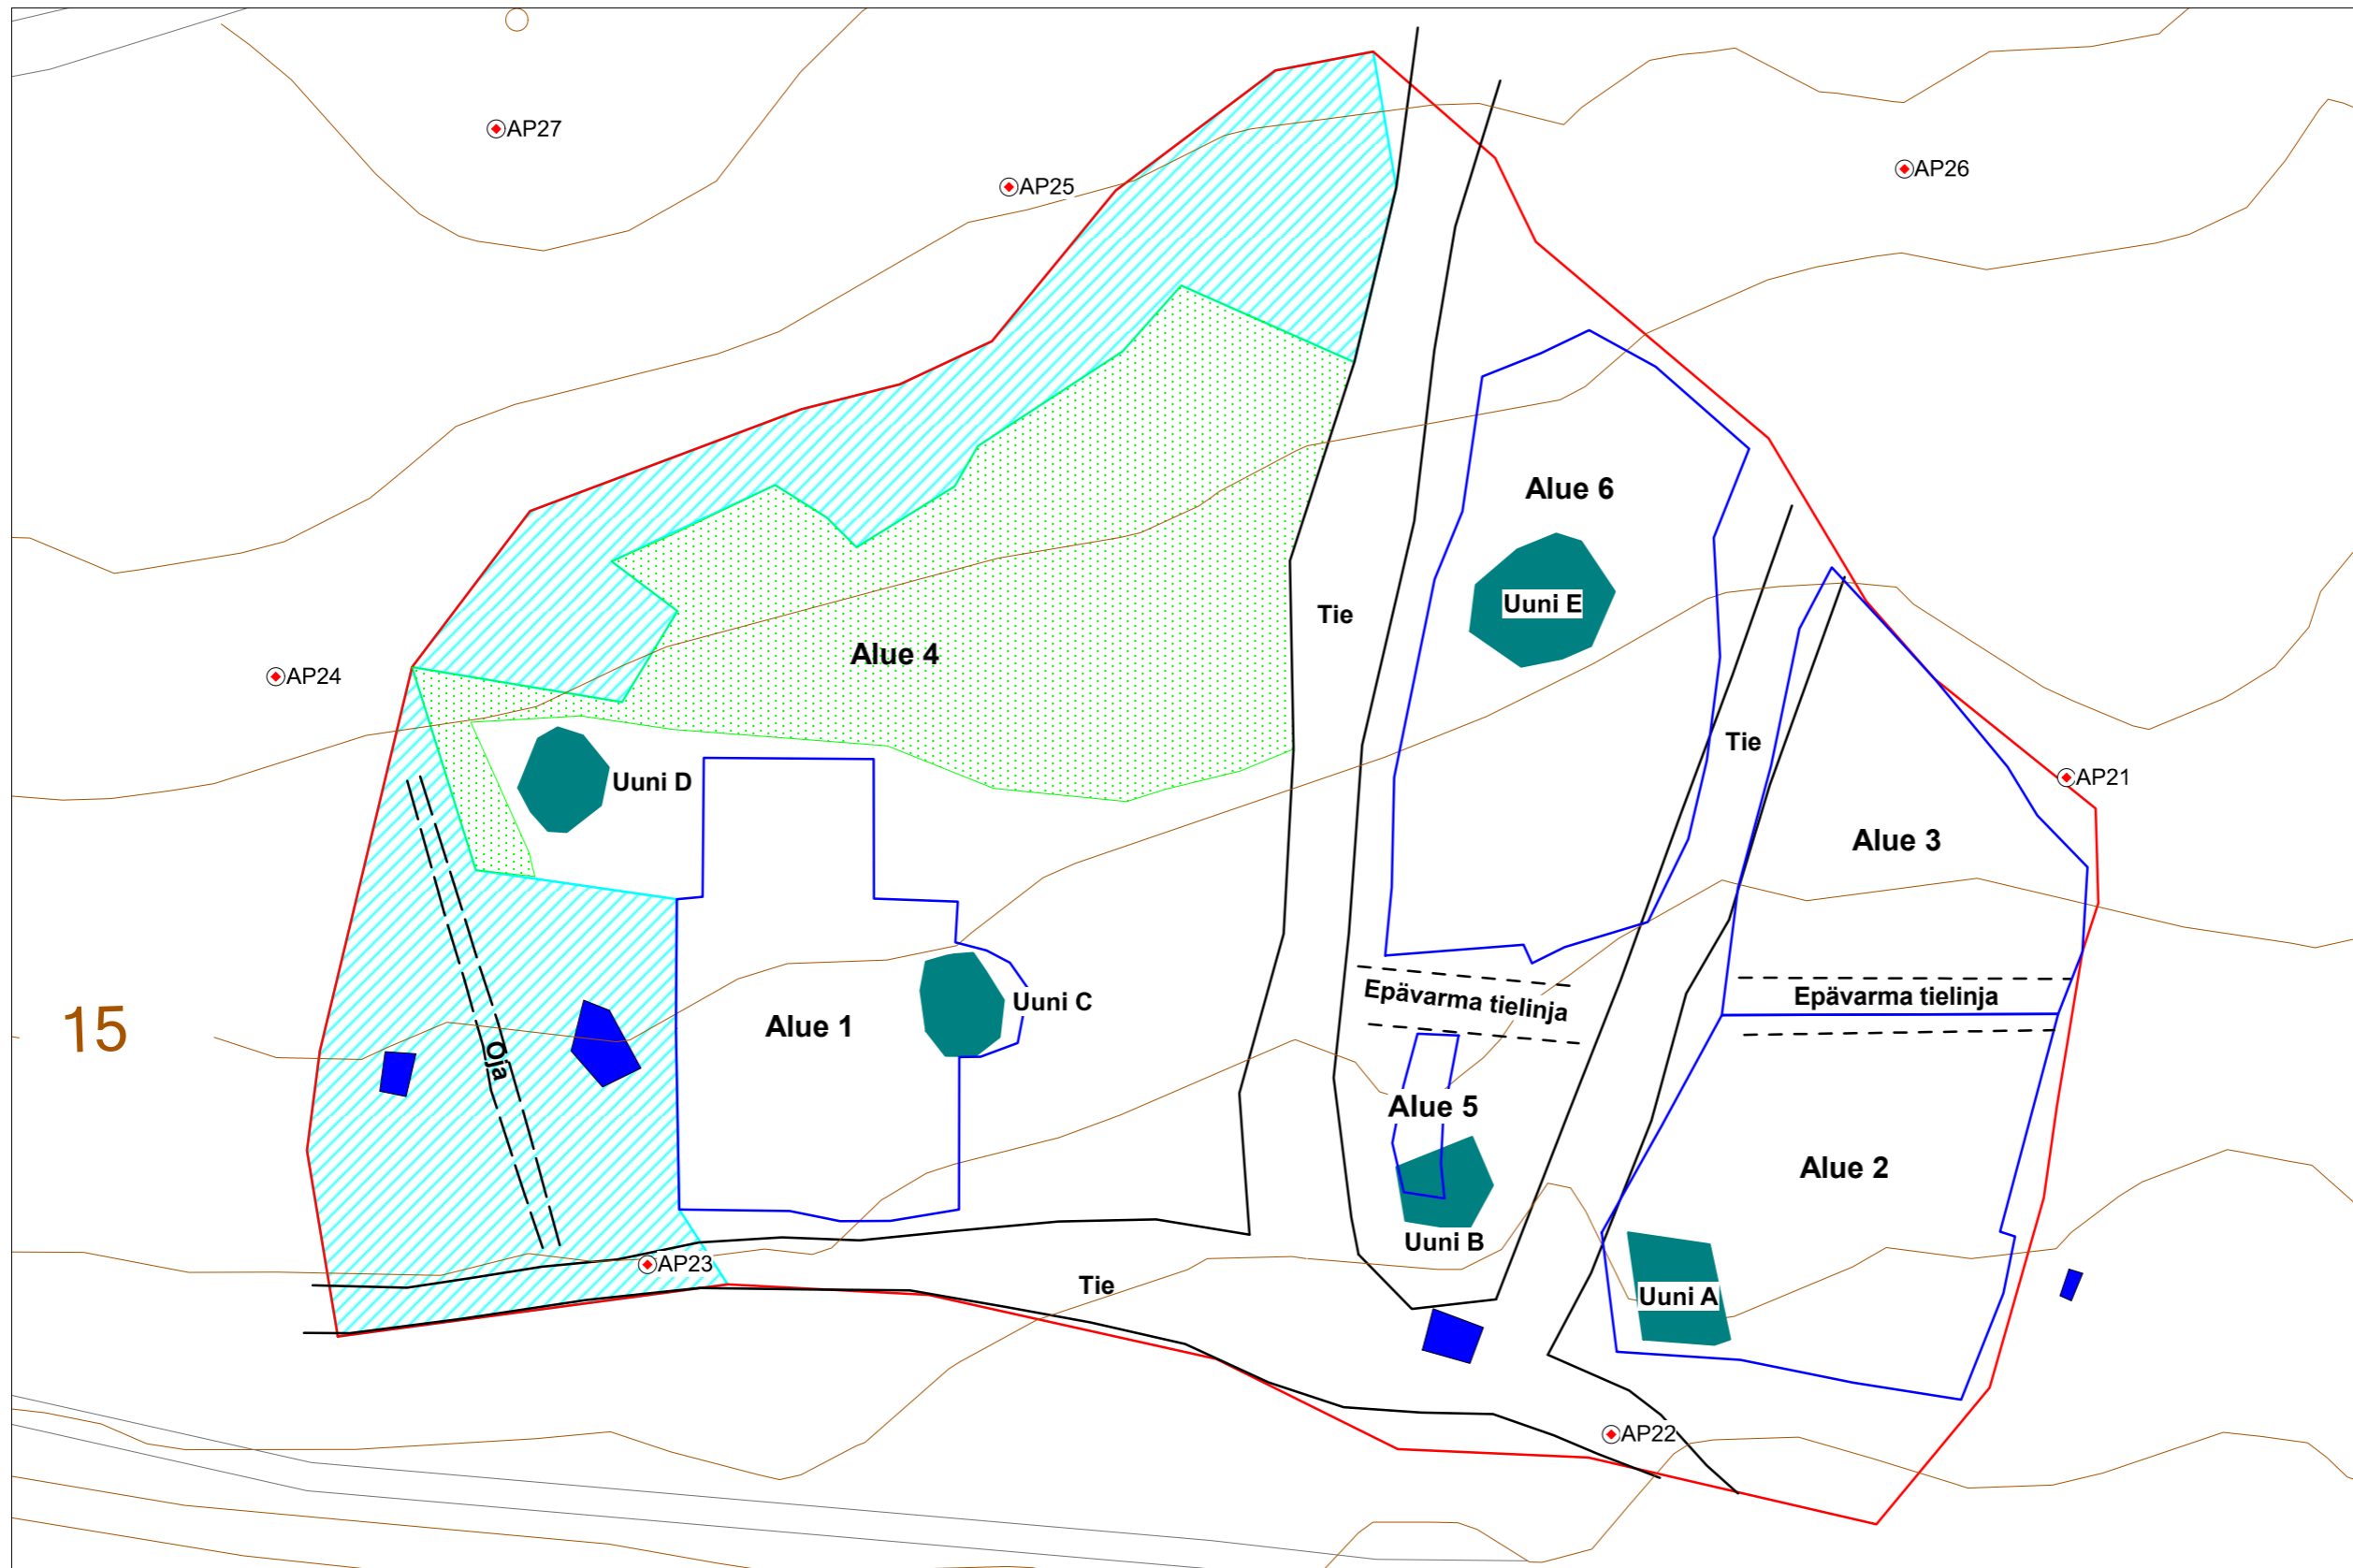 AP27
AP25
AP26
Alue 6
Uuni E
Tie
Alue 4
AP24
Tie
Uuni D
AP21
Alue 3
Epävarma tielinja
Epävarma tielinja
Uuni C
Alue 1
15
Oja
Alue 5
Alue 2
Uuni B
AP23
Tie
Uuni A
AP22